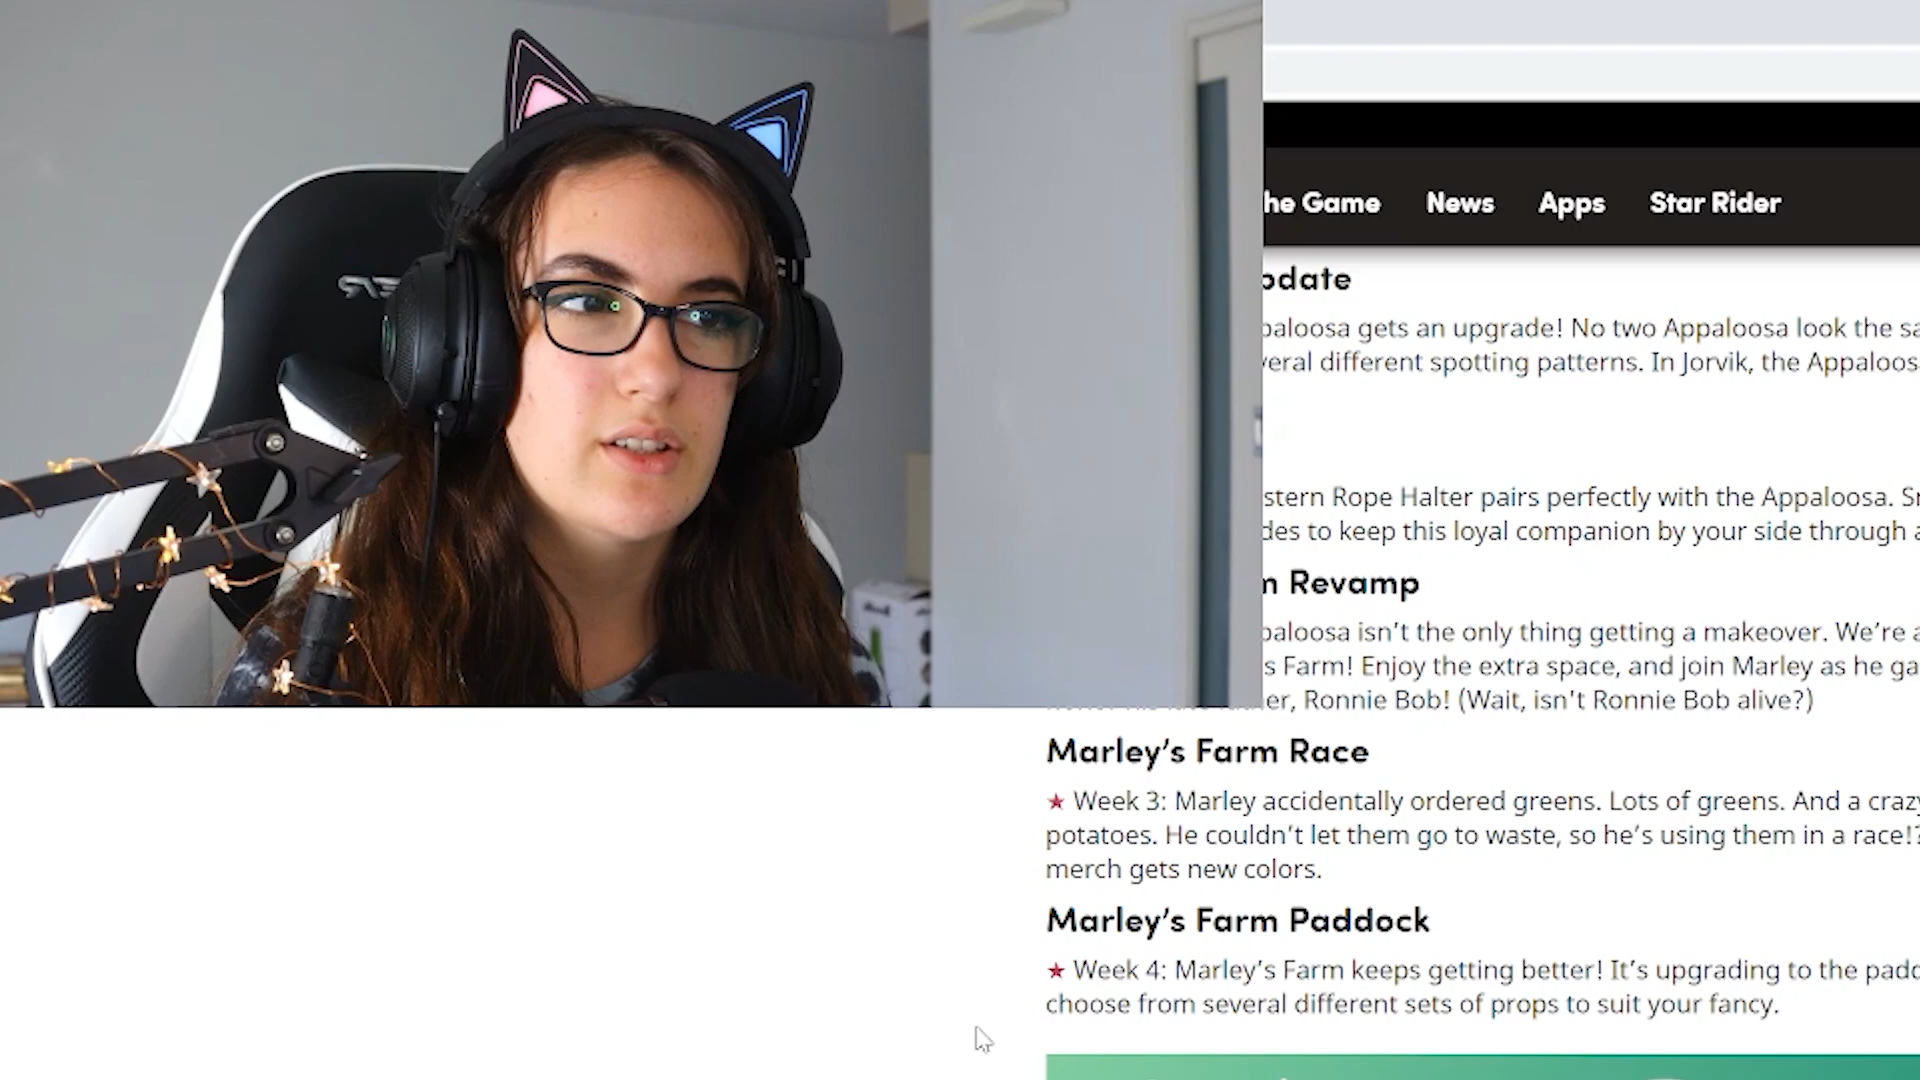 he Game News Apps Star Rider
pdate
paloosa gets an upgrade! No two Appaloosa look the sa
veral different spotting patterns. In Jorvik, the Appaloos
stern Rope Halter pairs perfectly with the Appaloosa. Sn
des to keep this loyal companion by your side through a
n Revamp
paloosa isn't the only thing getting a makeover. We're a
s Farm! Enjoy the extra space, and join Marley as he ga
er, Ronnie Bob! (Wait, isn't Ronnie Bob alive?)
Marley's Farm Race
★ Week 3: Marley accidentally ordered greens. Lots of greens. And a crazy
potatoes. He couldn't let them go to waste, so he's using them in a race!?
merch gets new colors.
Marley's Farm Paddock
★ Week 4: Marley's Farm keeps getting better! It's upgrading to the padd
choose from several different sets of props to suit your fancy.